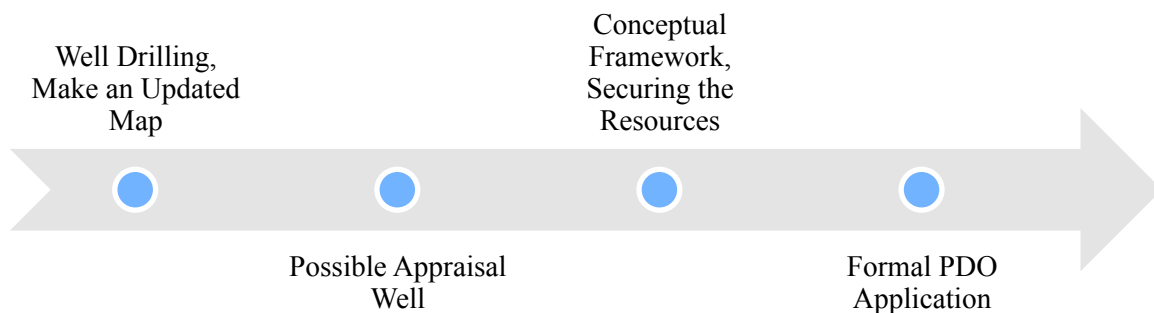 Well Drilling,
Make an Updated
Map
Possible Appraisal
Well
Conceptual
Framework,
Securing the
Resources
Formal PDO
Application